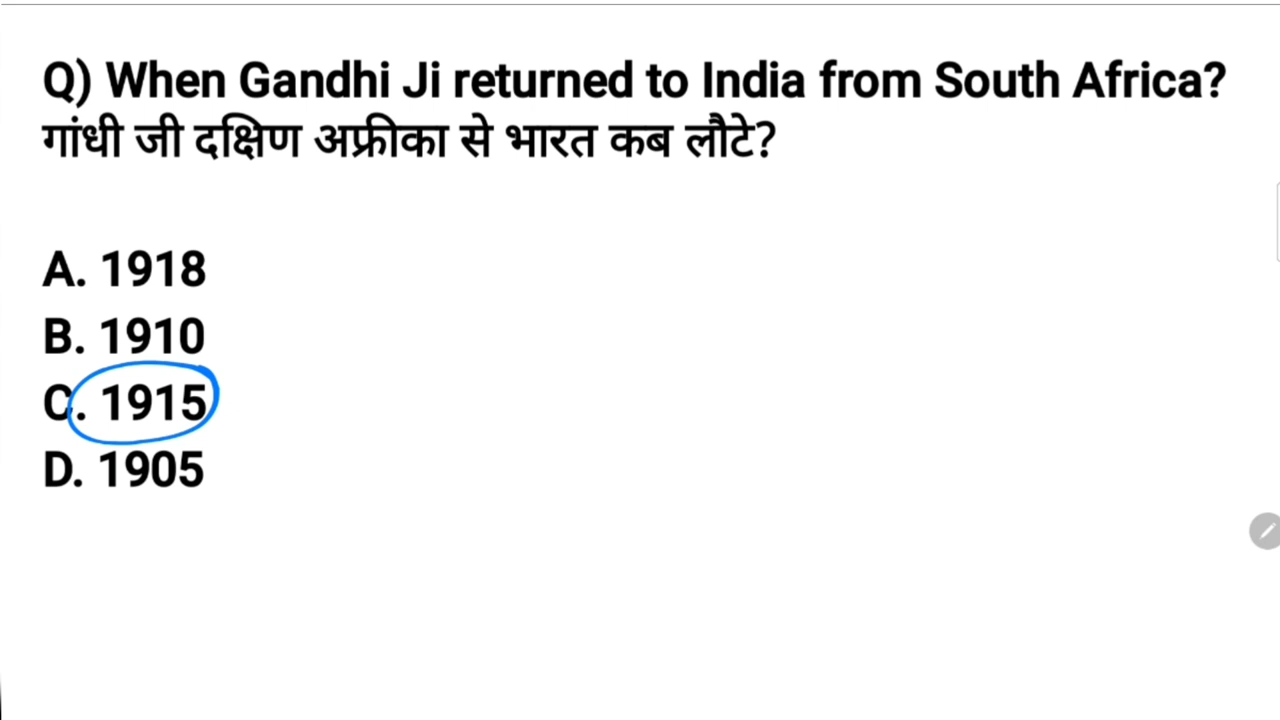 Q) When Gandhi Ji returned to India from South Africa?
गांधी जी दक्षिण अफ्रीका से भारत कब लौटे?
A. 1918
B. 1910
C. 1915
D. 1905